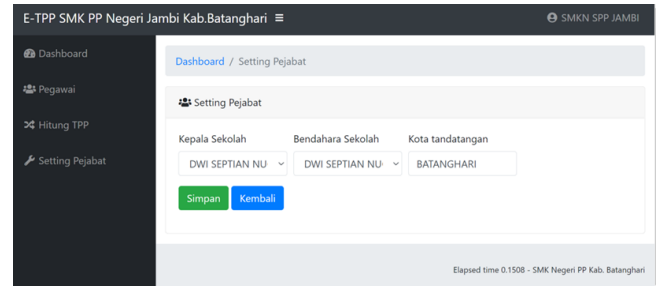 E-TPP SMK PP Negeri Jambi Kab.Batanghari
SMKN SPP JAMBI
Dashboard
Pegawai
Hitung TPP
Setting Pejabat
Dashboard / Setting Pejabat
Setting Pejabat
Kepala Sekolah Bendahara Sekolah Kota tandatangan
DWI SEPTIAN NU DWI SEPTIAN NU BATANGHARI
Simpan Kembali
Elapsed time 0.1508 - SMK Negeri PP Kab. Batanghari